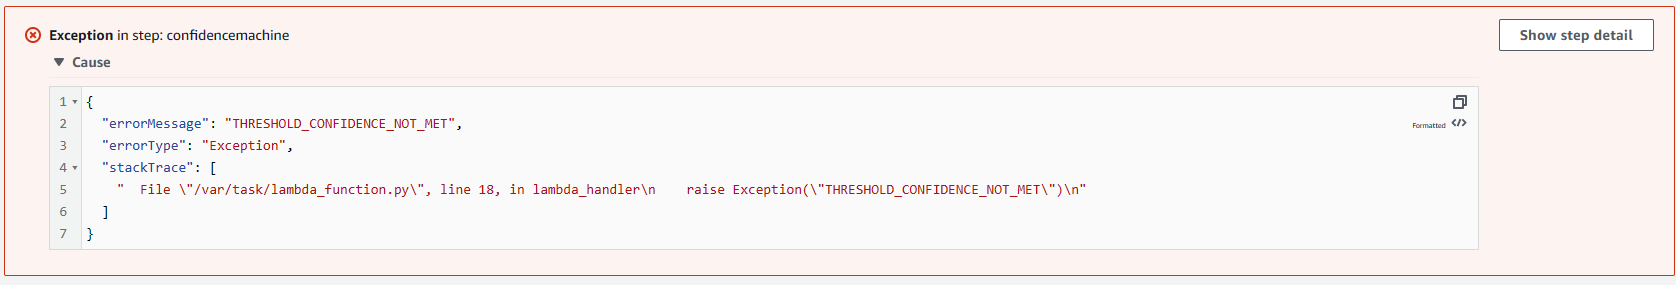 Exception in step: confidencemachine
Show step detail
Cause
1 {
2 "errorMessage": "THRESHOLD_CONFIDENCE_NOT_MET",
Formatted
3 "errorType": "Exception",
4 "stackTrace": [
5 "  File \"/var/task/lambda_function.py\", line 18, in lambda_handler\n    raise Exception(\"THRESHOLD_CONFIDENCE_NOT_MET\")\n"
6 ]
7 }